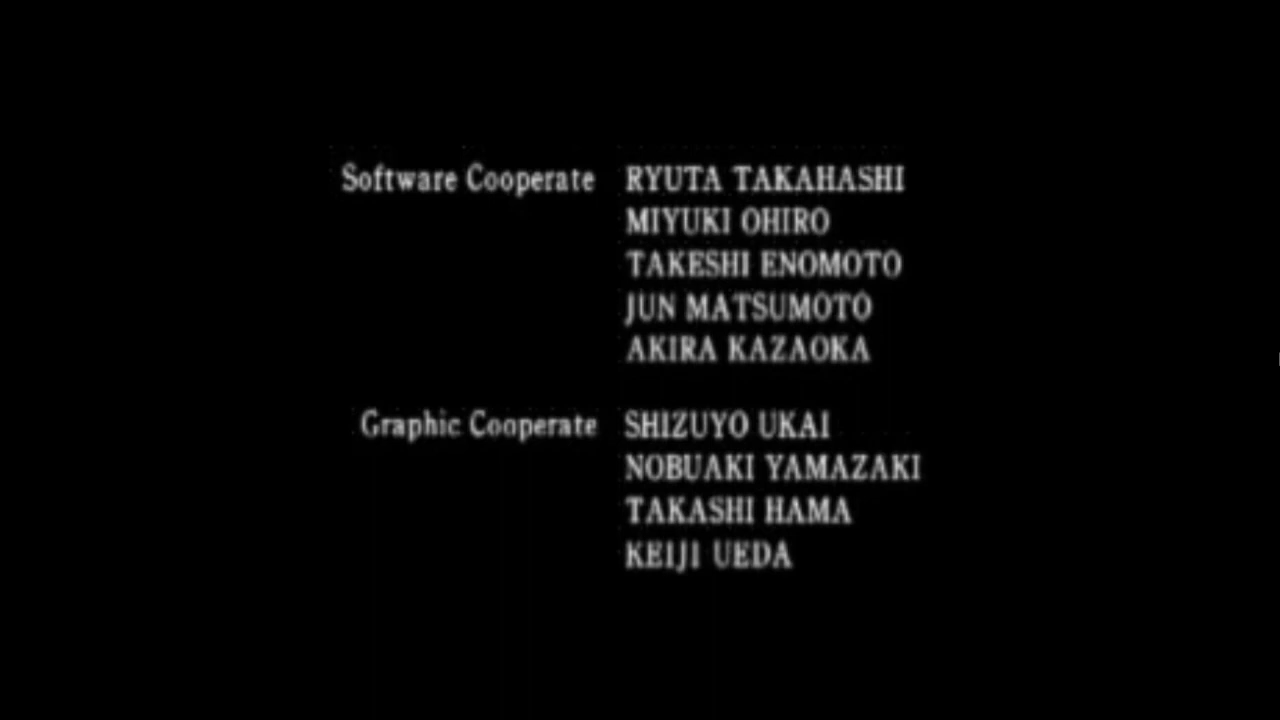 Software Cooperate RYUTA TAKAHASHI
MIYUKI OHIRO
TAKESHI ENOMOTO
JUN MATSUMOTO
AKIRA KAZAOKA
Graphic Cooperate SHIZUYO UKAI
NOBUAKI YAMAZAKI
TAKASHI HAMA
KEIJI UEDA